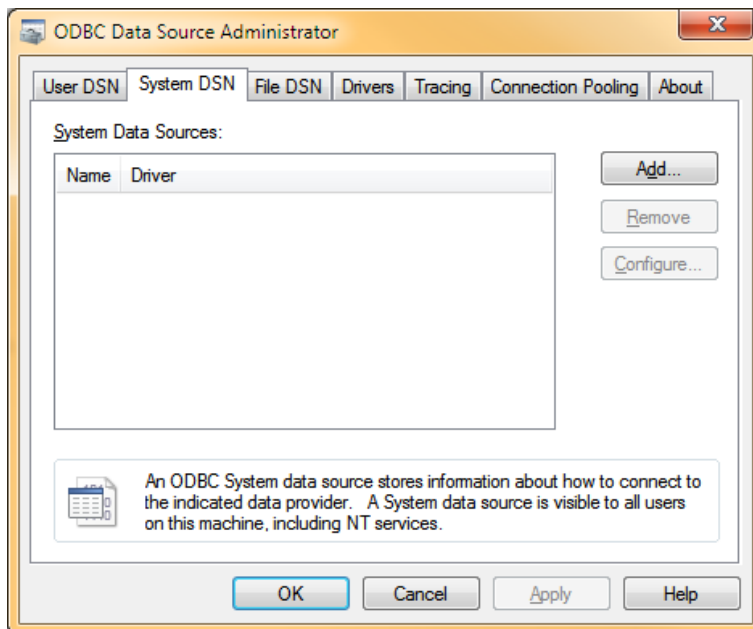 ODBC Data Source Administrator
User DSN System DSN File DSN Drivers Tracing Connection Pooling About
System Data Sources:
Name Driver
Add...
Remove
Configure...
An ODBC System data source stores information about how to connect to
the indicated data provider. A System data source is visible to all users
on this machine, including NT services.
OK Cancel Apply Help